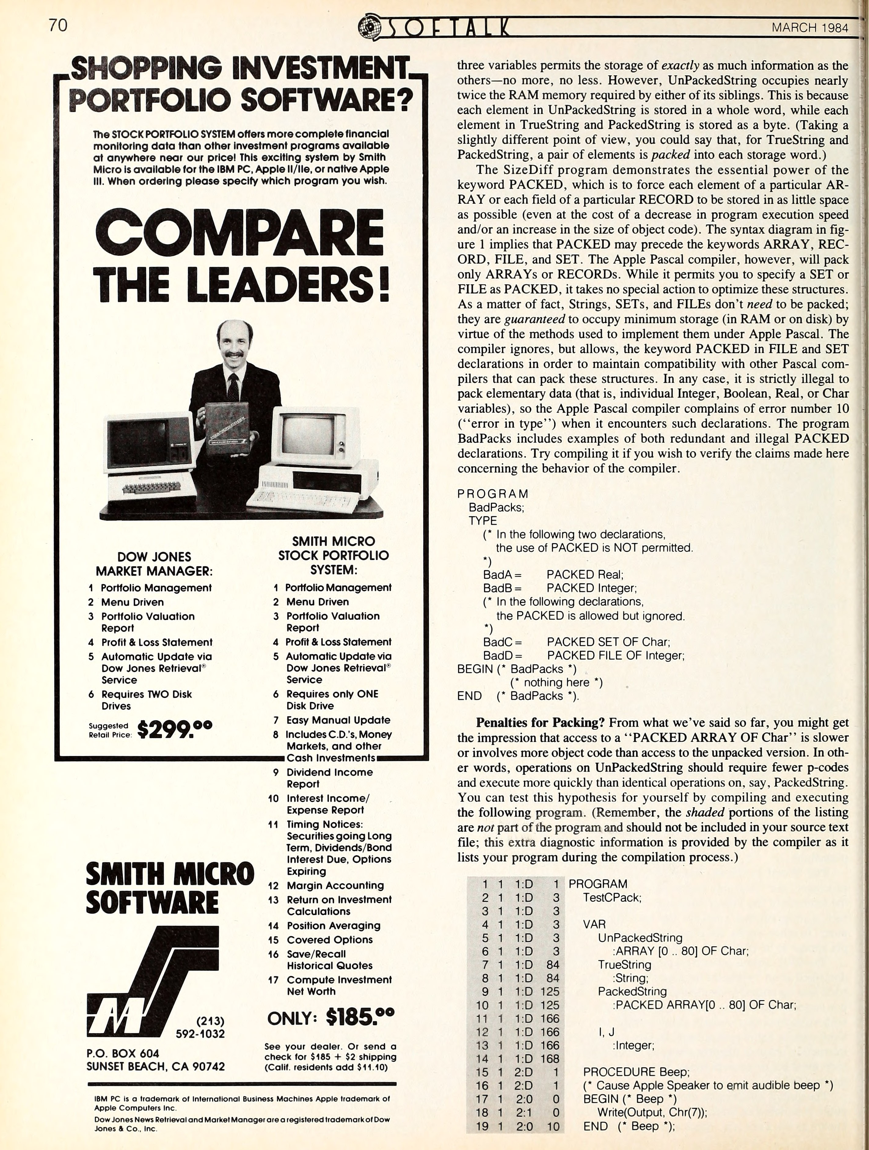 70
SOFTALK
MARCH 1984
SHOPPING INVESTMENT
PORTFOLIO SOFTWARE?
The STOCK PORTFOLIO SYSTEM offers more complete financial
monitoring data than other investment programs available
at anywhere near our price! This exciting system by Smith
Micro is available for the IBM PC, Apple II/IIe, or native Apple
III. When ordering please specify which program you wish.
COMPARE
THE LEADERS!
DOW JONES
MARKET MANAGER:
1 Portfolio Management
2 Menu Driven
3 Portfolio Valuation
Report
4 Profit & Loss Statement
5 Automatic Update via
Dow Jones Retrieval®
Service
6 Requires TWO Disk
Drives
Suggested
Retail Price: $299.00
SMITH MICRO
STOCK PORTFOLIO
SYSTEM:
1 Portfolio Management
2 Menu Driven
3 Portfolio Valuation
Report
4 Profit & Loss Statement
5 Automatic Update via
Dow Jones Retrieval®
Service
6 Requires only ONE
Disk Drive
7 Easy Manual Update
8 Includes C.D.'s, Money
Markets, and other
Cash Investments
9 Dividend Income
Report
10 Interest Income/
Expense Report
11 Timing Notices:
Securities going Long
Term, Dividends/Bond
Interest Due, Options
Expiring
12 Margin Accounting
13 Return on Investment
Calculations
14 Position Averaging
15 Covered Options
16 Save/Recall
Historical Quotes
17 Compute Investment
Net Worth
ONLY: $185.00
See your dealer. Or send a
check for $185 + $2 shipping
(Calif. residents add $11.10)
SMITH MICRO
SOFTWARE
M
(213)
592-1032
P.O. BOX 604
SUNSET BEACH, CA 90742
IBM PC is a trademark of International Business Machines Apple trademark of
Apple Computers Inc.
Dow Jones News Retrieval and Market Manager are a registered trademark of Dow
Jones & Co., Inc.
three variables permits the storage of exactly as much information as the
others—no more, no less. However, UnPackedString occupies nearly
twice the RAM memory required by either of its siblings. This is because
each element in UnPackedString is stored in a whole word, while each
element in TrueString and PackedString is stored as a byte. (Taking a
slightly different point of view, you could say that, for TrueString and
PackedString, a pair of elements is packed into each storage word.)
The SizeDiff program demonstrates the essential power of the
keyword PACKED, which is to force each element of a particular AR-
RAY or each field of a particular RECORD to be stored in as little space
as possible (even at the cost of a decrease in program execution speed
and/or an increase in the size of object code). The syntax diagram in fig-
ure 1 implies that PACKED may precede the keywords ARRAY, REC-
ORD, FILE, and SET. The Apple Pascal compiler, however, will pack
only ARRAYs or RECORDs. While it permits you to specify a SET or
FILE as PACKED, it takes no special action to optimize these structures.
As a matter of fact, Strings, SETs, and FILEs don't need to be packed;
they are guaranteed to occupy minimum storage (in RAM or on disk) by
virtue of the methods used to implement them under Apple Pascal. The
compiler ignores, but allows, the keyword PACKED in FILE and SET
declarations in order to maintain compatibility with other Pascal com-
pilers that can pack these structures. In any case, it is strictly illegal to
pack elementary data (that is, individual Integer, Boolean, Real, or Char
variables), so the Apple Pascal compiler complains of error number 10
("error in type") when it encounters such declarations. The program
BadPacks includes examples of both redundant and illegal PACKED
declarations. Try compiling it if you wish to verify the claims made here
concerning the behavior of the compiler.
PROGRAM
BadPacks;
TYPE
(* In the following two declarations,
the use of PACKED is NOT permitted.
*)
BadA = PACKED Real;
BadB = PACKED Integer;
(* In the following declarations,
the PACKED is allowed but ignored.
*)
BadC = PACKED SET OF Char;
BadD = PACKED FILE OF Integer;
BEGIN (* BadPacks *)
(* nothing here *)
END (* BadPacks *).
Penalties for Packing? From what we've said so far, you might get
the impression that access to a "PACKED ARRAY OF Char" is slower
or involves more object code than access to the unpacked version. In oth-
er words, operations on UnPackedString should require fewer p-codes
and execute more quickly than identical operations on, say, PackedString.
You can test this hypothesis for yourself by compiling and executing
the following program. (Remember, the shaded portions of the listing
are not part of the program and should not be included in your source text
file; this extra diagnostic information is provided by the compiler as it
lists your program during the compilation process.)
1 1 1:D 1 PROGRAM
2 1 1:D 3 TestCPack;
3 1 1:D 3
4 1 1:D 3 VAR
5 1 1:D 3 UnPackedString
6 1 1:D 3 :ARRAY [0 .. 80] OF Char;
7 1 1:D 84 TrueString
8 1 1:D 84 :String;
9 1 1:D 125 PackedString
10 1 1:D 125 :PACKED ARRAY[0 .. 80] OF Char;
11 1 1:D 166
12 1 1:D 166 I, J
13 1 1:D 166 :Integer;
14 1 1:D 168
15 1 2:D 1 PROCEDURE Beep;
16 1 2:D 1 (* Cause Apple Speaker to emit audible beep *)
17 1 2:0 0 BEGIN (* Beep *)
18 1 2:1 0 Write(Output, Chr(7));
19 1 2:0 10 END (* Beep *);